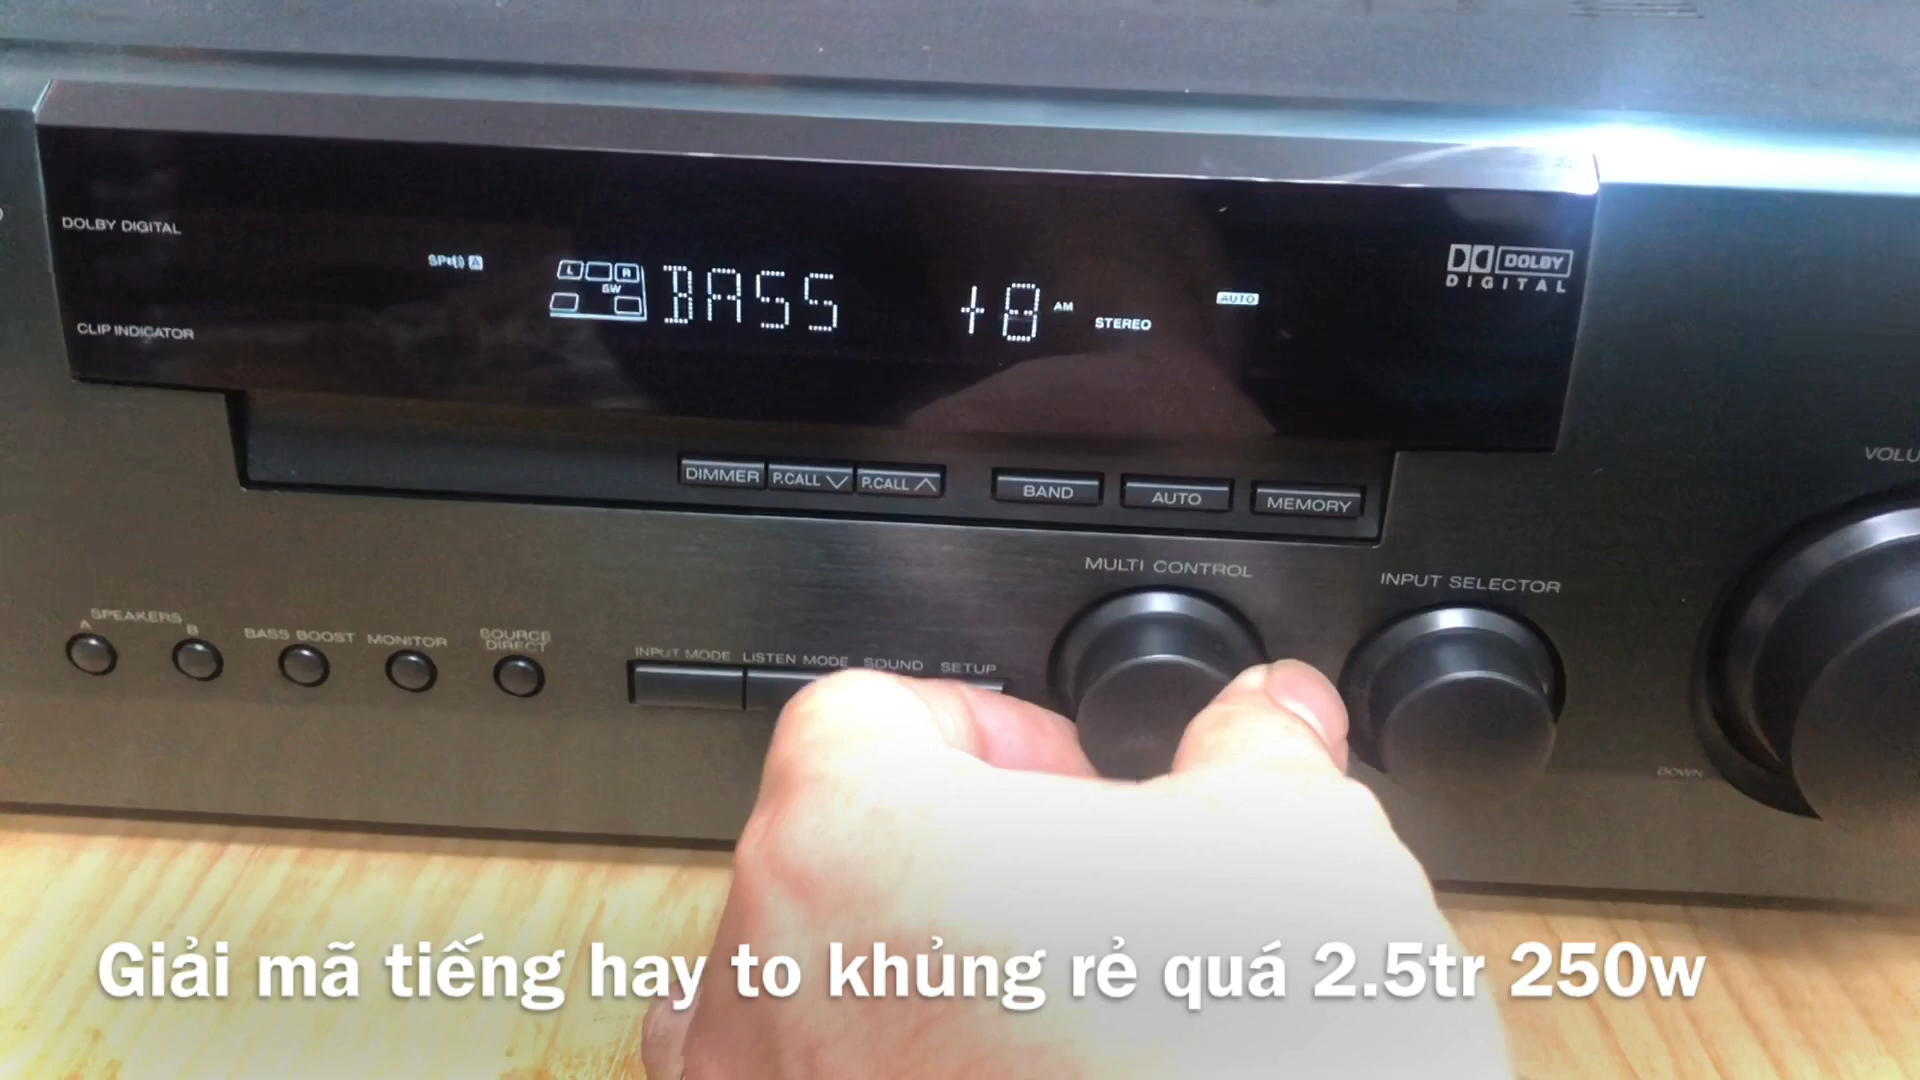 DOLBY DIGITAL
SP A
L R
SW
BASS +8 AM
STEREO
AUTO
DOLBY
DIGITAL
CLIP INDICATOR
DIMMER P.CALL P.CALL BAND AUTO MEMORY
VOLU
MULTI CONTROL
INPUT SELECTOR
SPEAKERS
A B
BASS BOOST
MONITOR
SOURCE
DIRECT
INPUT MODE LISTEN MODE SOUND SETUP
DOWN
Giải mã tiếng hay to khủng rẻ quá 2.5tr 250w